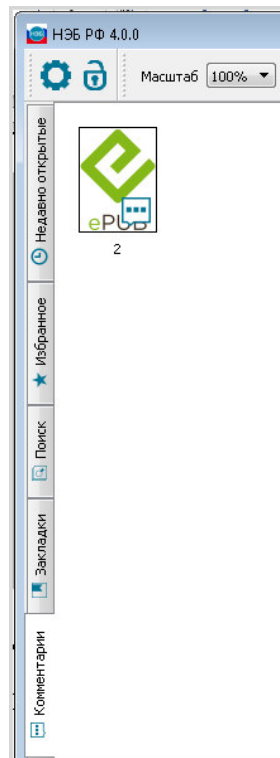 НЭБ РФ 4.0.0
Масштаб 100%
Недавно открытые
ePUB
2
Избранное
Поиск
Закладки
Комментарии